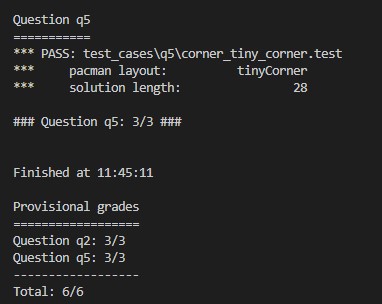 Question q5
===========
*** PASS: test_cases\q5\corner_tiny_corner.test
***     pacman layout:          tinyCorner
***     solution length:                28

### Question q5: 3/3 ###

Finished at 11:45:11

Provisional grades
==================
Question q2: 3/3
Question q5: 3/3
------------------
Total: 6/6